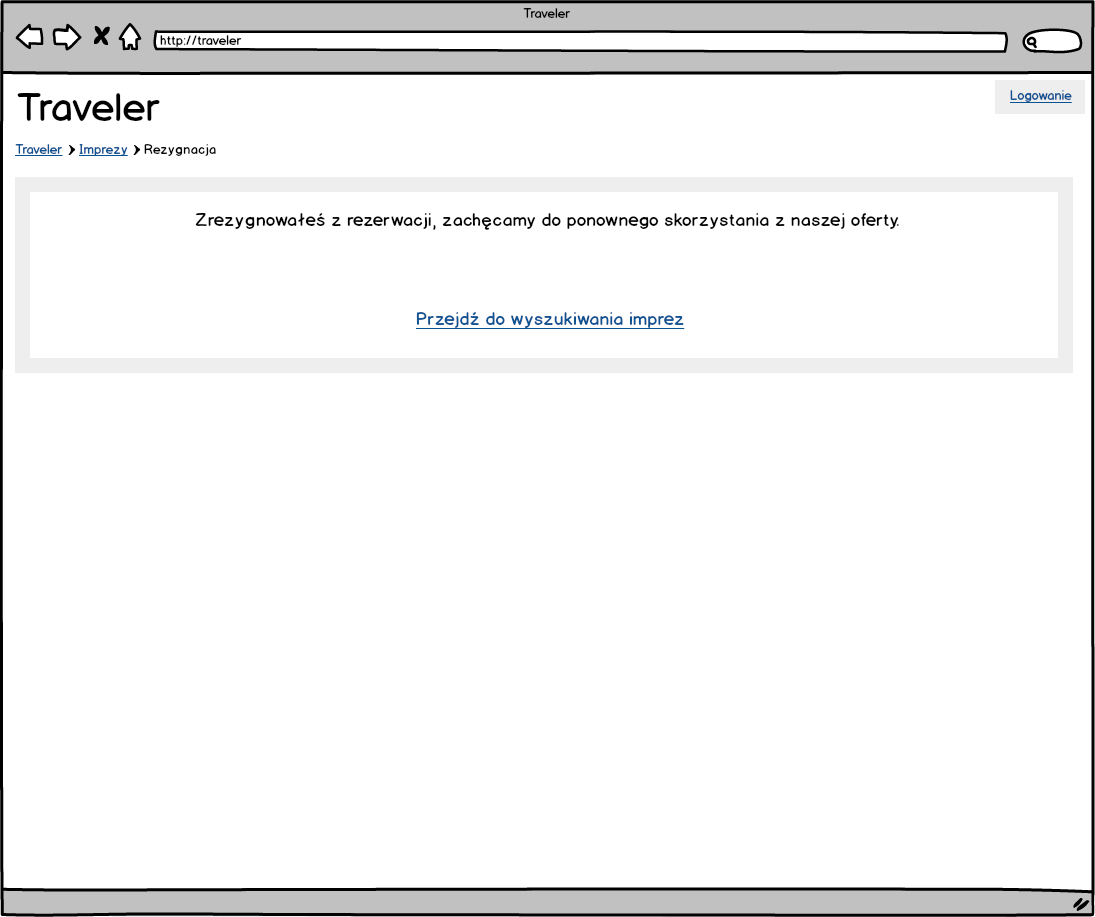 Traveler
http://traveler
Logowanie
Traveler
Traveler Imprezy Rezygnacja
Zrezygnowałeś z rezerwacji, zachęcamy do ponownego skorzystania z naszej oferty.
Przejdź do wyszukiwania imprez